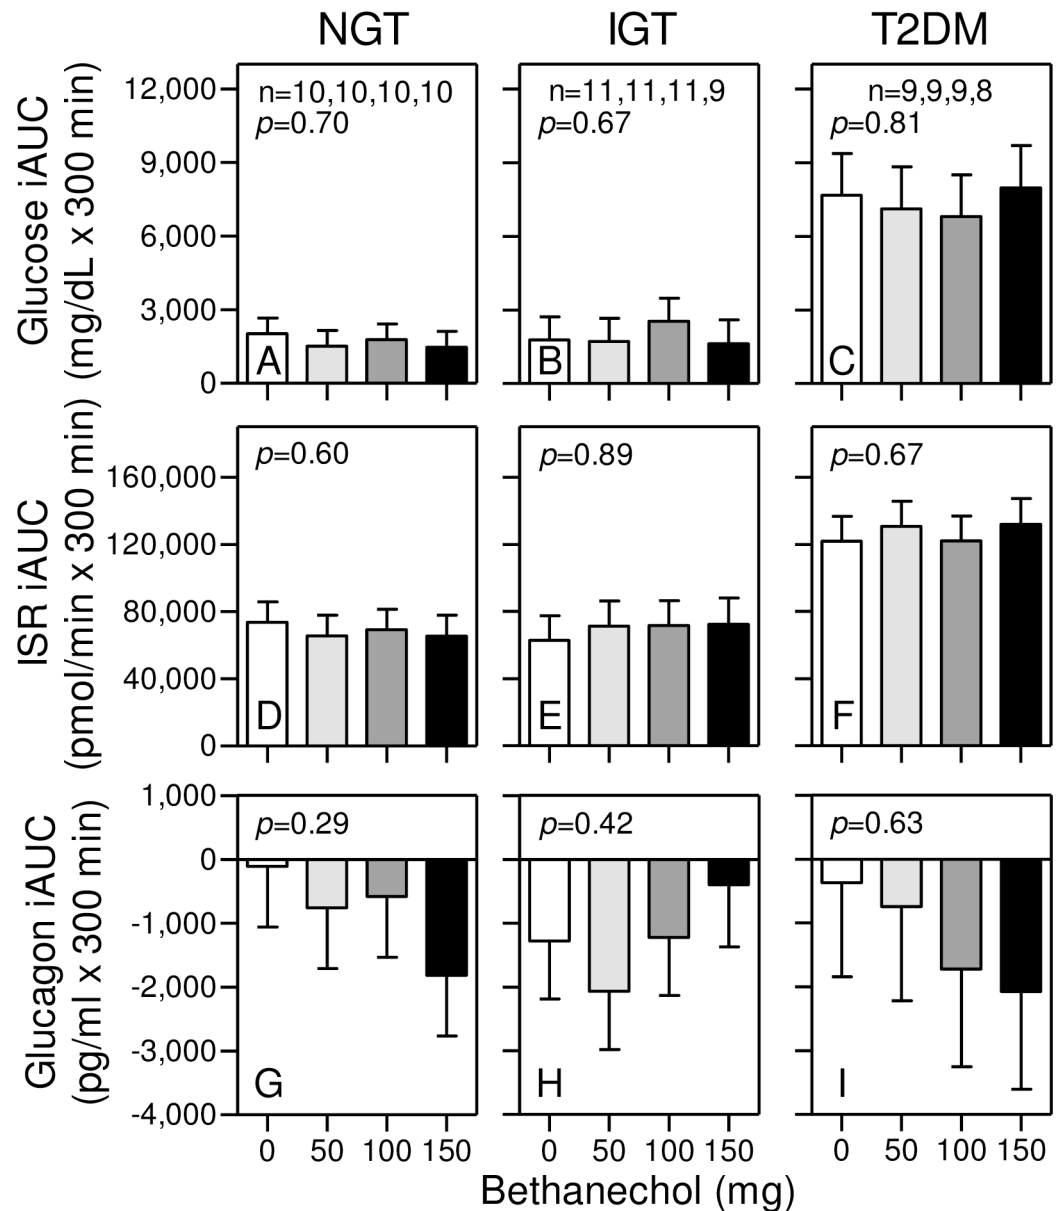 NGT IGT T2DM
Glucose iAUC
(mg/dL x 300 min)
12,000
9,000
6,000
3,000
0
n=10,10,10,10
p=0.70
A
n=11,11,11,9
p=0.67
B
n=9,9,9,8
p=0.81
C
ISR iAUC
(pmol/min x 300 min)
160,000
120,000
80,000
40,000
0
p=0.60
D
p=0.89
E
p=0.67
F
Glucagon iAUC
(pg/ml x 300 min)
1,000
0
-1,000
-2,000
-3,000
-4,000
p=0.29
G
p=0.42
H
p=0.63
I
0 50 100 150 0 50 100 150 0 50 100 150
Bethanechol (mg)